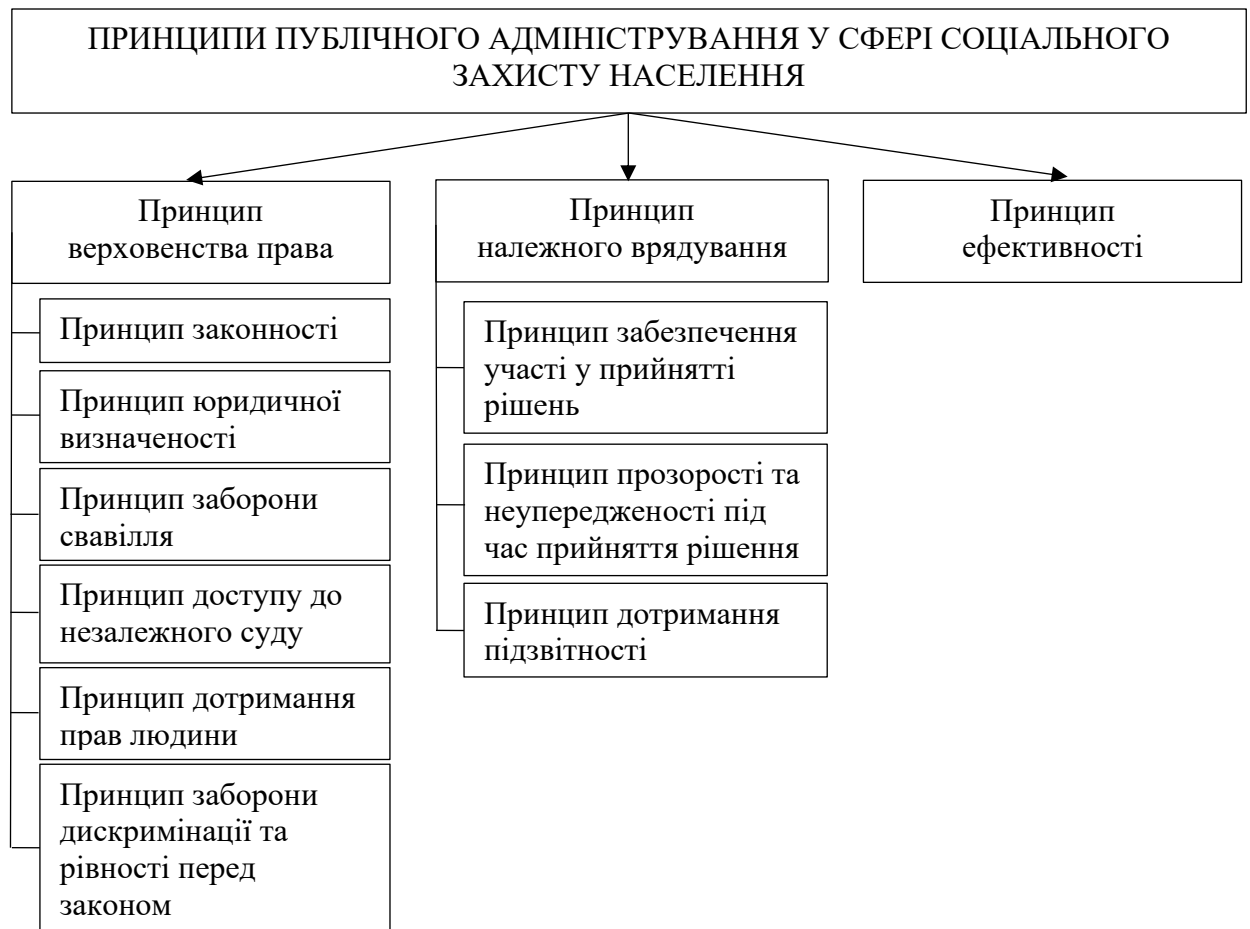 ПРИНЦИПИ ПУБЛІЧНОГО АДМІНІСТРУВАННЯ У СФЕРІ СОЦІАЛЬНОГО
ЗАХИСТУ НАСЕЛЕННЯ
Принцип
верховенства права
Принцип законності
Принцип юридичної
визначеності
Принцип заборони
свавілля
Принцип доступу до
незалежного суду
Принцип дотримання
прав людини
Принцип заборони
дискримінації та
рівності перед
законом
Принцип
належного врядування
Принцип забезпечення
участі у прийнятті
рішень
Принцип прозорості та
неупередженості під
час прийняття рішення
Принцип дотримання
підзвітності
Принцип
ефективності